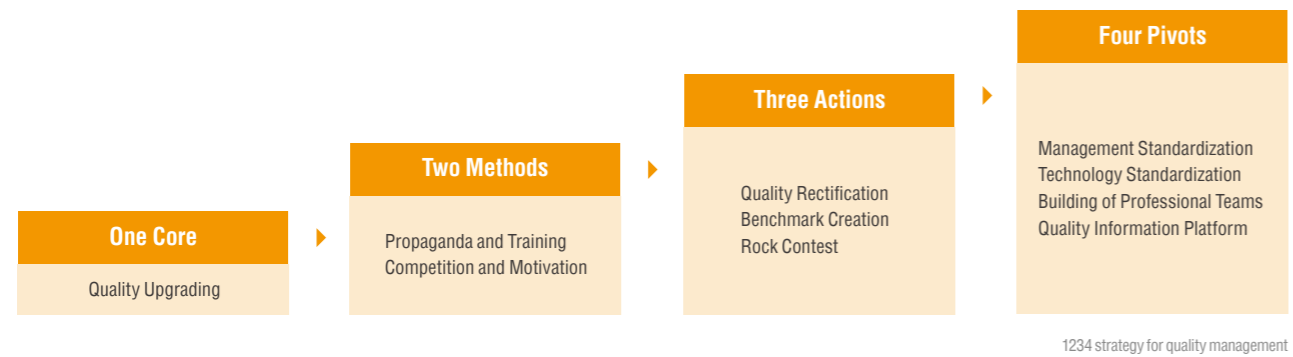 One Core
Quality Upgrading
Two Methods
Propaganda and Training
Competition and Motivation
Three Actions
Quality Rectification
Benchmark Creation
Rock Contest
Four Pivots
Management Standardization
Technology Standardization
Building of Professional Teams
Quality Information Platform
1234 strategy for quality management